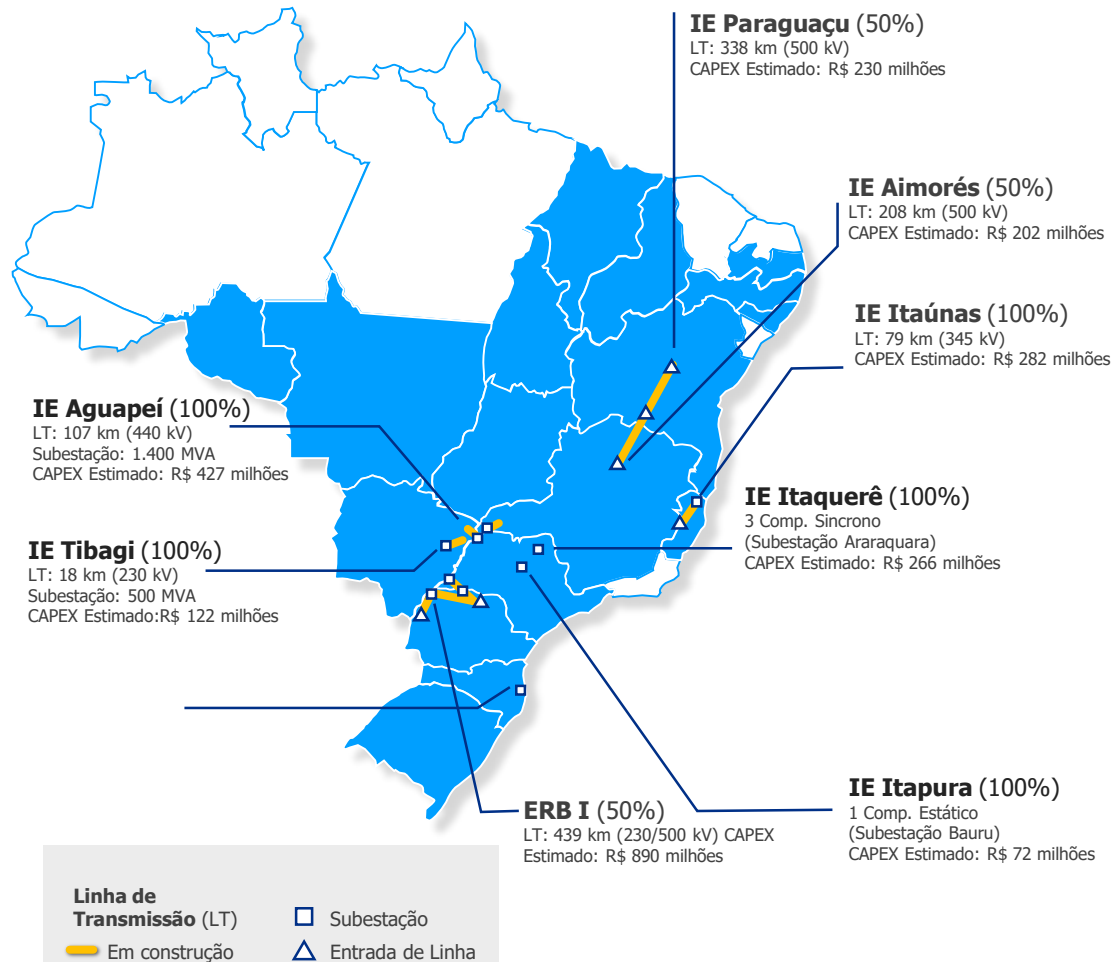 IE Paraguaçu (50%)
LT: 338 km (500 kV)
CAPEX Estimado: R$ 230 milhões
IE Aimorés (50%)
LT: 208 km (500 kV)
CAPEX Estimado: R$ 202 milhões
IE Itaúnas (100%)
LT: 79 km (345 kV)
CAPEX Estimado: R$ 282 milhões
IE Aguapeí (100%)
LT: 107 km (440 kV)
Subestação: 1.400 MVA
CAPEX Estimado: R$ 427 milhões
IE Itaquerê (100%)
3 Comp. Sincrono
(Subestação Araraquara)
CAPEX Estimado: R$ 266 milhões
IE Tibagi (100%)
LT: 18 km (230 kV)
Subestação: 500 MVA
CAPEX Estimado:R$ 122 milhões
IE Itapura (100%)
1 Comp. Estático
(Subestação Bauru)
CAPEX Estimado: R$ 72 milhões
ERB I (50%)
LT: 439 km (230/500 kV) CAPEX
Estimado: R$ 890 milhões
Linha de
Transmissão (LT)
Em construção
Subestação
Entrada de Linha